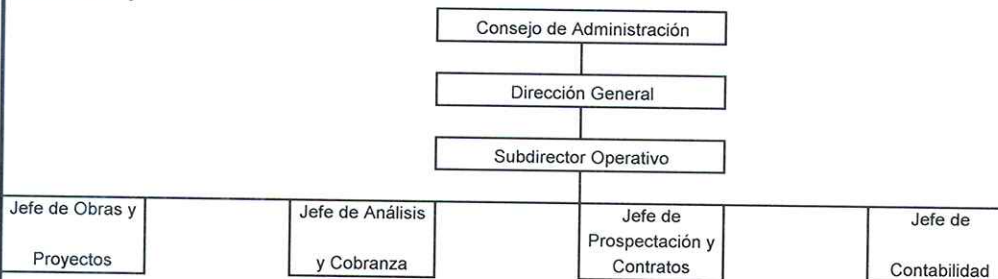 Consejo de Administración
Dirección General
Subdirector Operativo
Jefe de Obras y
Proyectos
Jefe de Análisis
y Cobranza
Jefe de
Prospectación y
Contratos
Jefe de
Contabilidad